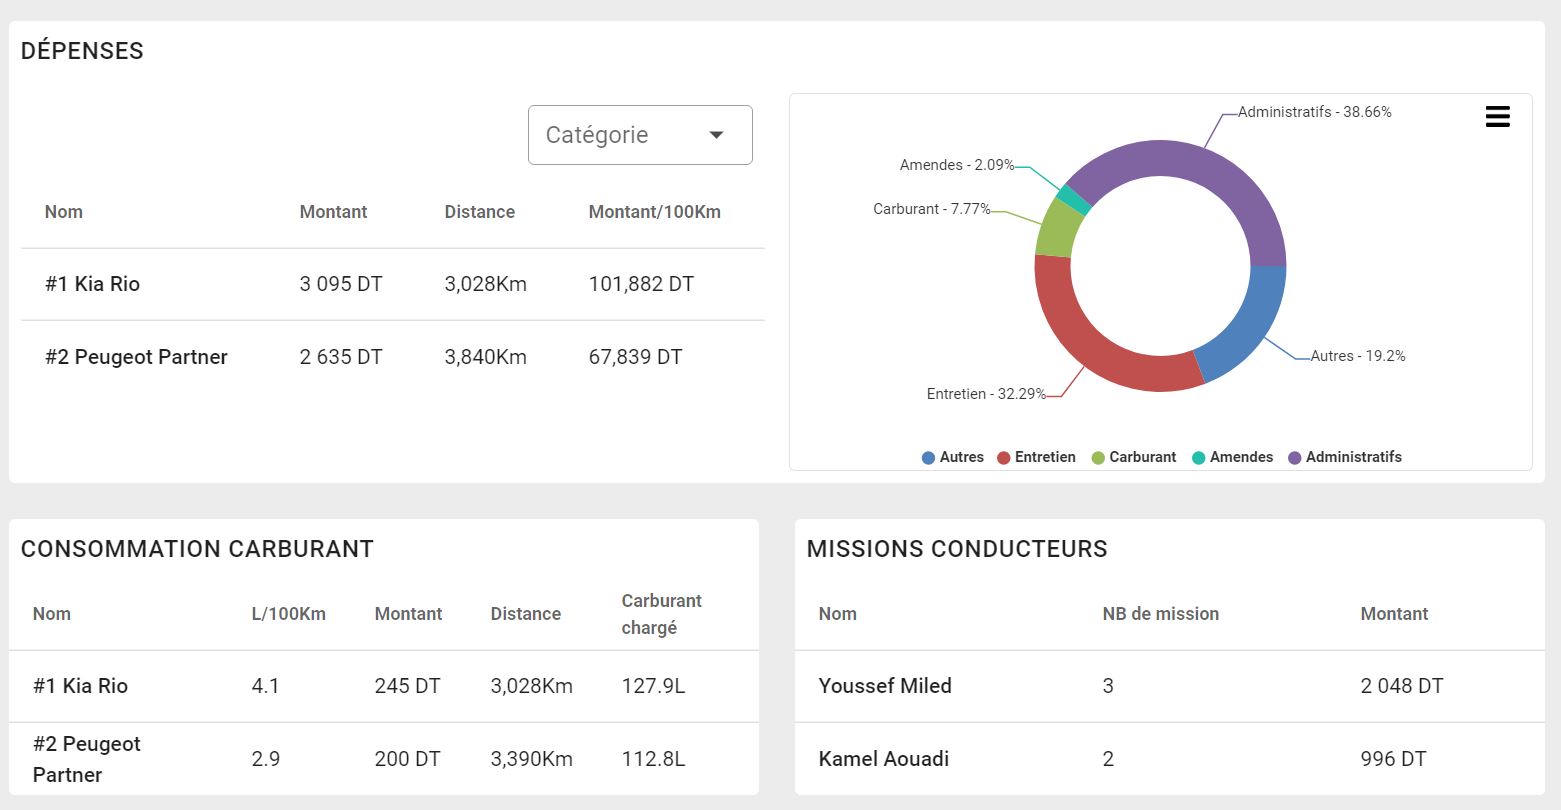 DÉPENSES
Catégorie
Nom Montant Distance Montant/100Km
#1 Kia Rio 3 095 DT 3,028Km 101,882 DT
#2 Peugeot Partner 2 635 DT 3,840Km 67,839 DT
Administratifs - 38.66%
Amendes - 2.09%
Carburant - 7.77%
Autres - 19.2%
Entretien - 32.29%
Autres Entretien Carburant Amendes Administratifs
CONSOMMATION CARBURANT
Nom L/100Km Montant Distance Carburant
chargé
#1 Kia Rio 4.1 245 DT 3,028Km 127.9L
#2 Peugeot
Partner 2.9 200 DT 3,390Km 112.8L
MISSIONS CONDUCTEURS
Nom NB de mission Montant
Youssef Miled 3 2 048 DT
Kamel Aouadi 2 996 DT